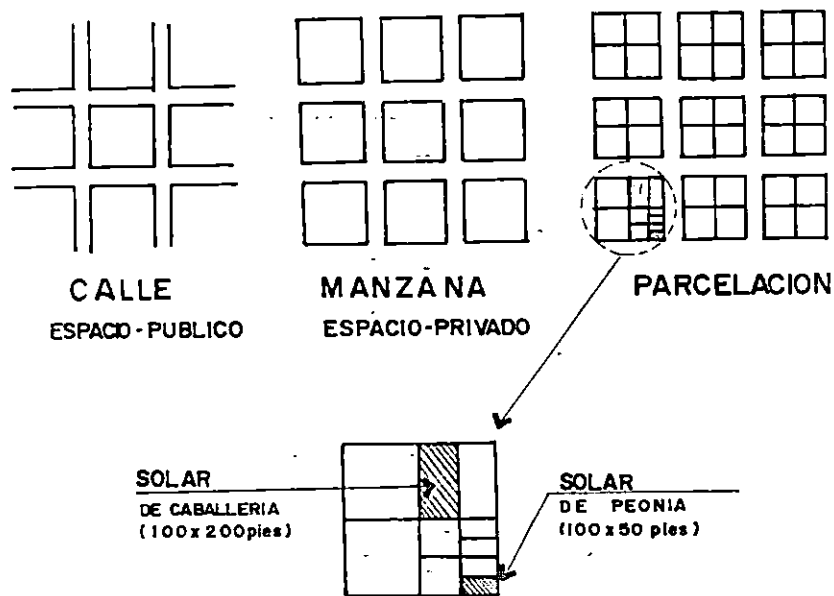 CALLE
ESPACIO-PUBLICO
MANZANA
ESPACIO-PRIVADO
PARCELACION
SOLAR
DE CABALLERIA
(100x200pies)
SOLAR
DE PEONIA
(100x50 pies)